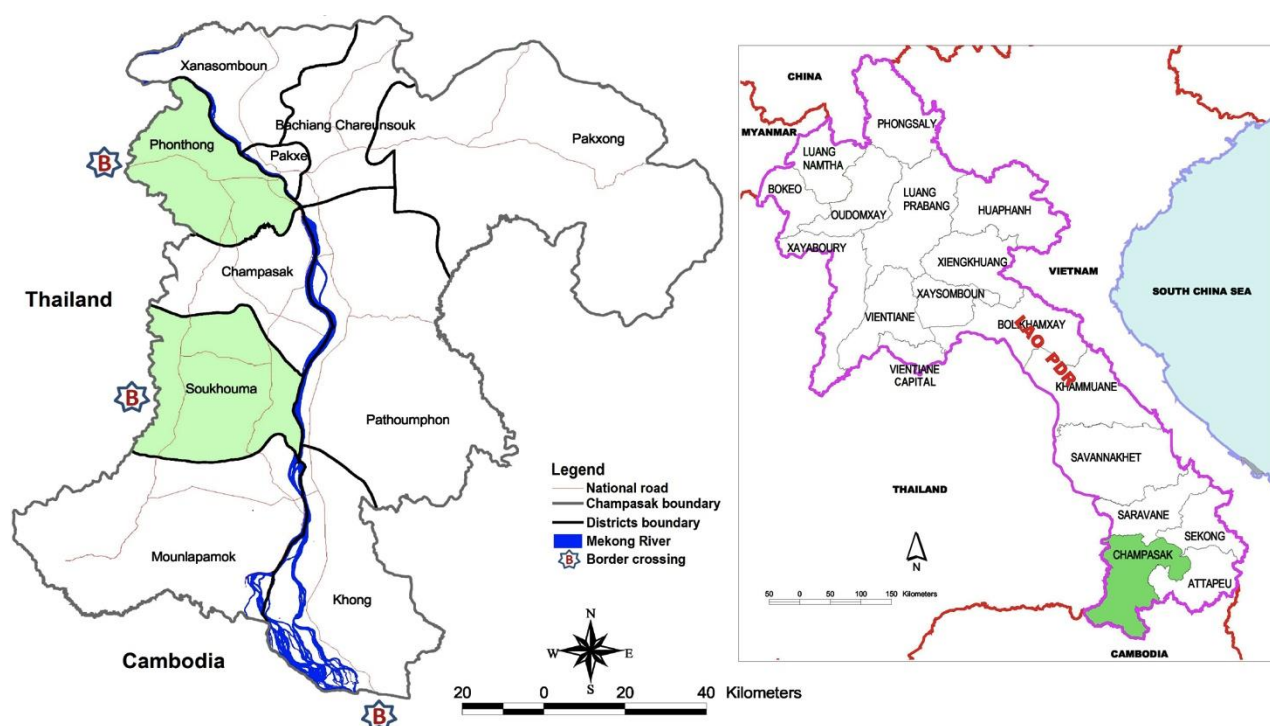 Xanasomboun
Bachiang Chareunsouk
Phonthong
Pakxe
Pakxong
B
Champasak
Thailand
Soukhouma
B
Pathoumphon
Mounlapamok
Khong
Cambodia
B
Legend
National road
Champasak boundary
Districts boundary
Mekong River
B Border crossing
N
W E
S
20 0 20 40 Kilometers
CHINA
MYANMAR
PHONGSALY
LUANG
NAMTHA
BOKEO
LUANG
PRABANG
OUDOMXAY
HUAPHANH
XAYABOURY
XIENGKHUANG
VIETNAM
XAYSOMBOUN
SOUTH CHINA SEA
VIENTIANE
BOLIKHAMXAY
LAO PDR
VIENTIANE
CAPITAL
KHAMMUANE
SAVANNAKHET
THAILAND
SARAVANE
SEKONG
CHAMPASAK
ATTAPEU
N
50 0 50 100 150 Kilometers
CAMBODIA